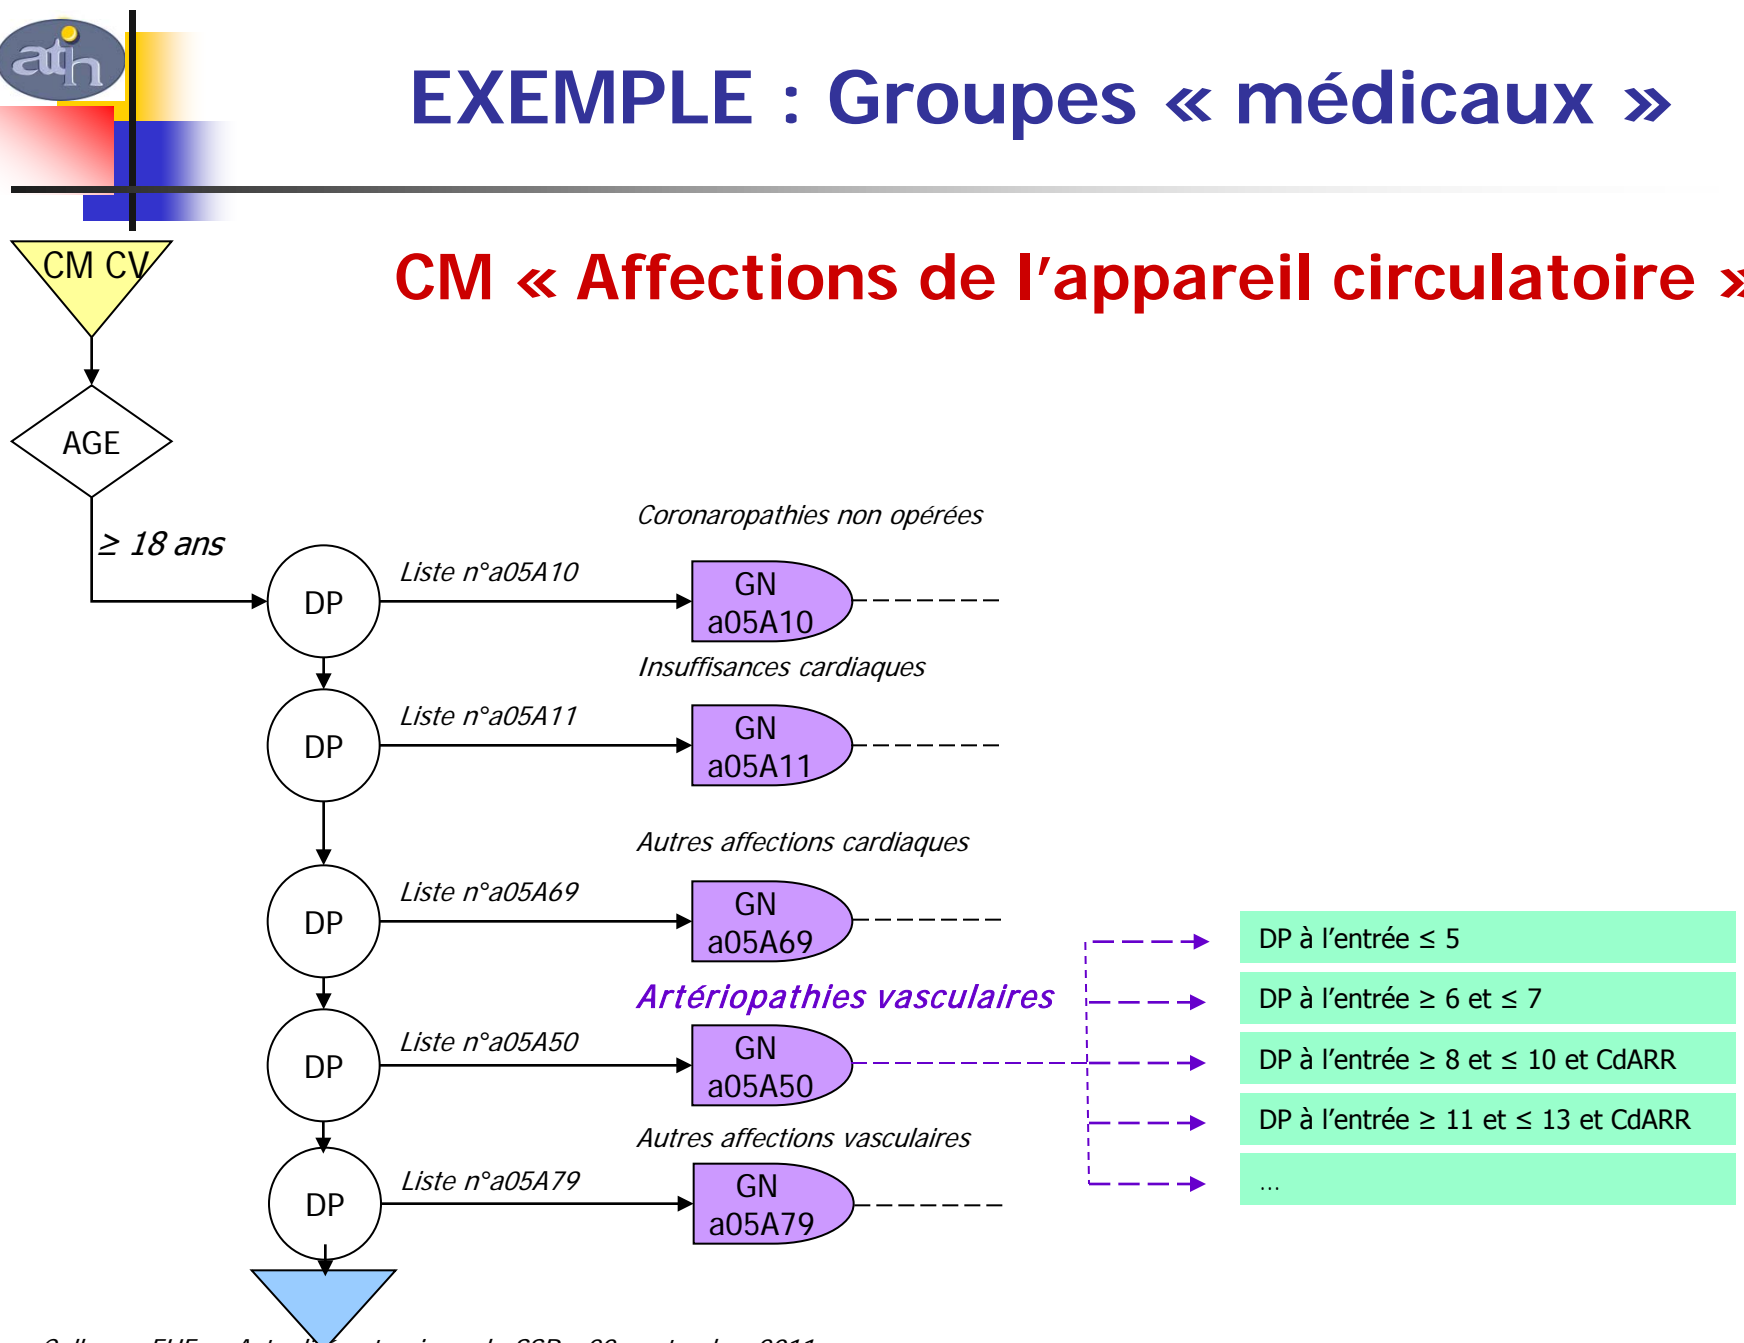 ath
EXEMPLE : Groupes « médicaux »
CM CV
CM « Affections de l’appareil circulatoire »
AGE
≥ 18 ans
Coronaropathies non opérées
DP
Liste n°a05A10
GN
a05A10
Insuffisances cardiaques
DP
Liste n°a05A11
GN
a05A11
Autres affections cardiaques
DP
Liste n°a05A69
GN
a05A69
Artériopathies vasculaires
DP
Liste n°a05A50
GN
a05A50
DP à l’entrée ≤ 5
DP à l’entrée ≥ 6 et ≤ 7
DP à l’entrée ≥ 8 et ≤ 10 et CdARR
DP à l’entrée ≥ 11 et ≤ 13 et CdARR
...
Autres affections vasculaires
DP
Liste n°a05A79
GN
a05A79